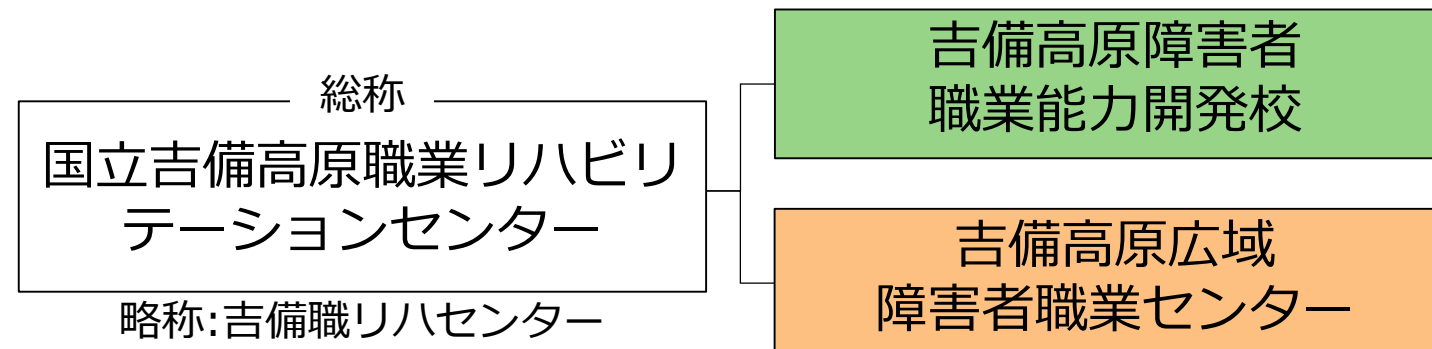 総称
国立吉備高原職業リハビリ
テーションセンター
略称:吉備職リハセンター
吉備高原障害者
職業能力開発校
吉備高原広域
障害者職業センター